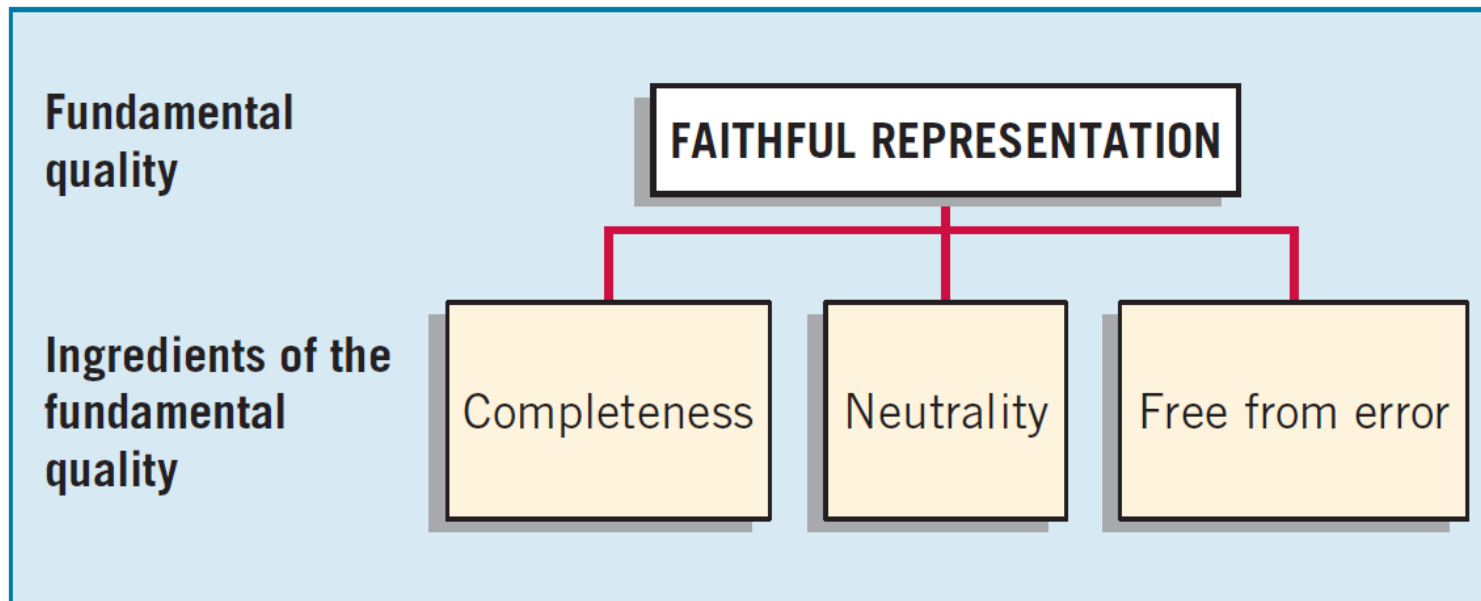 Fundamental
quality
FAITHFUL REPRESENTATION
Ingredients of the
fundamental
quality
Completeness
Neutrality
Free from error